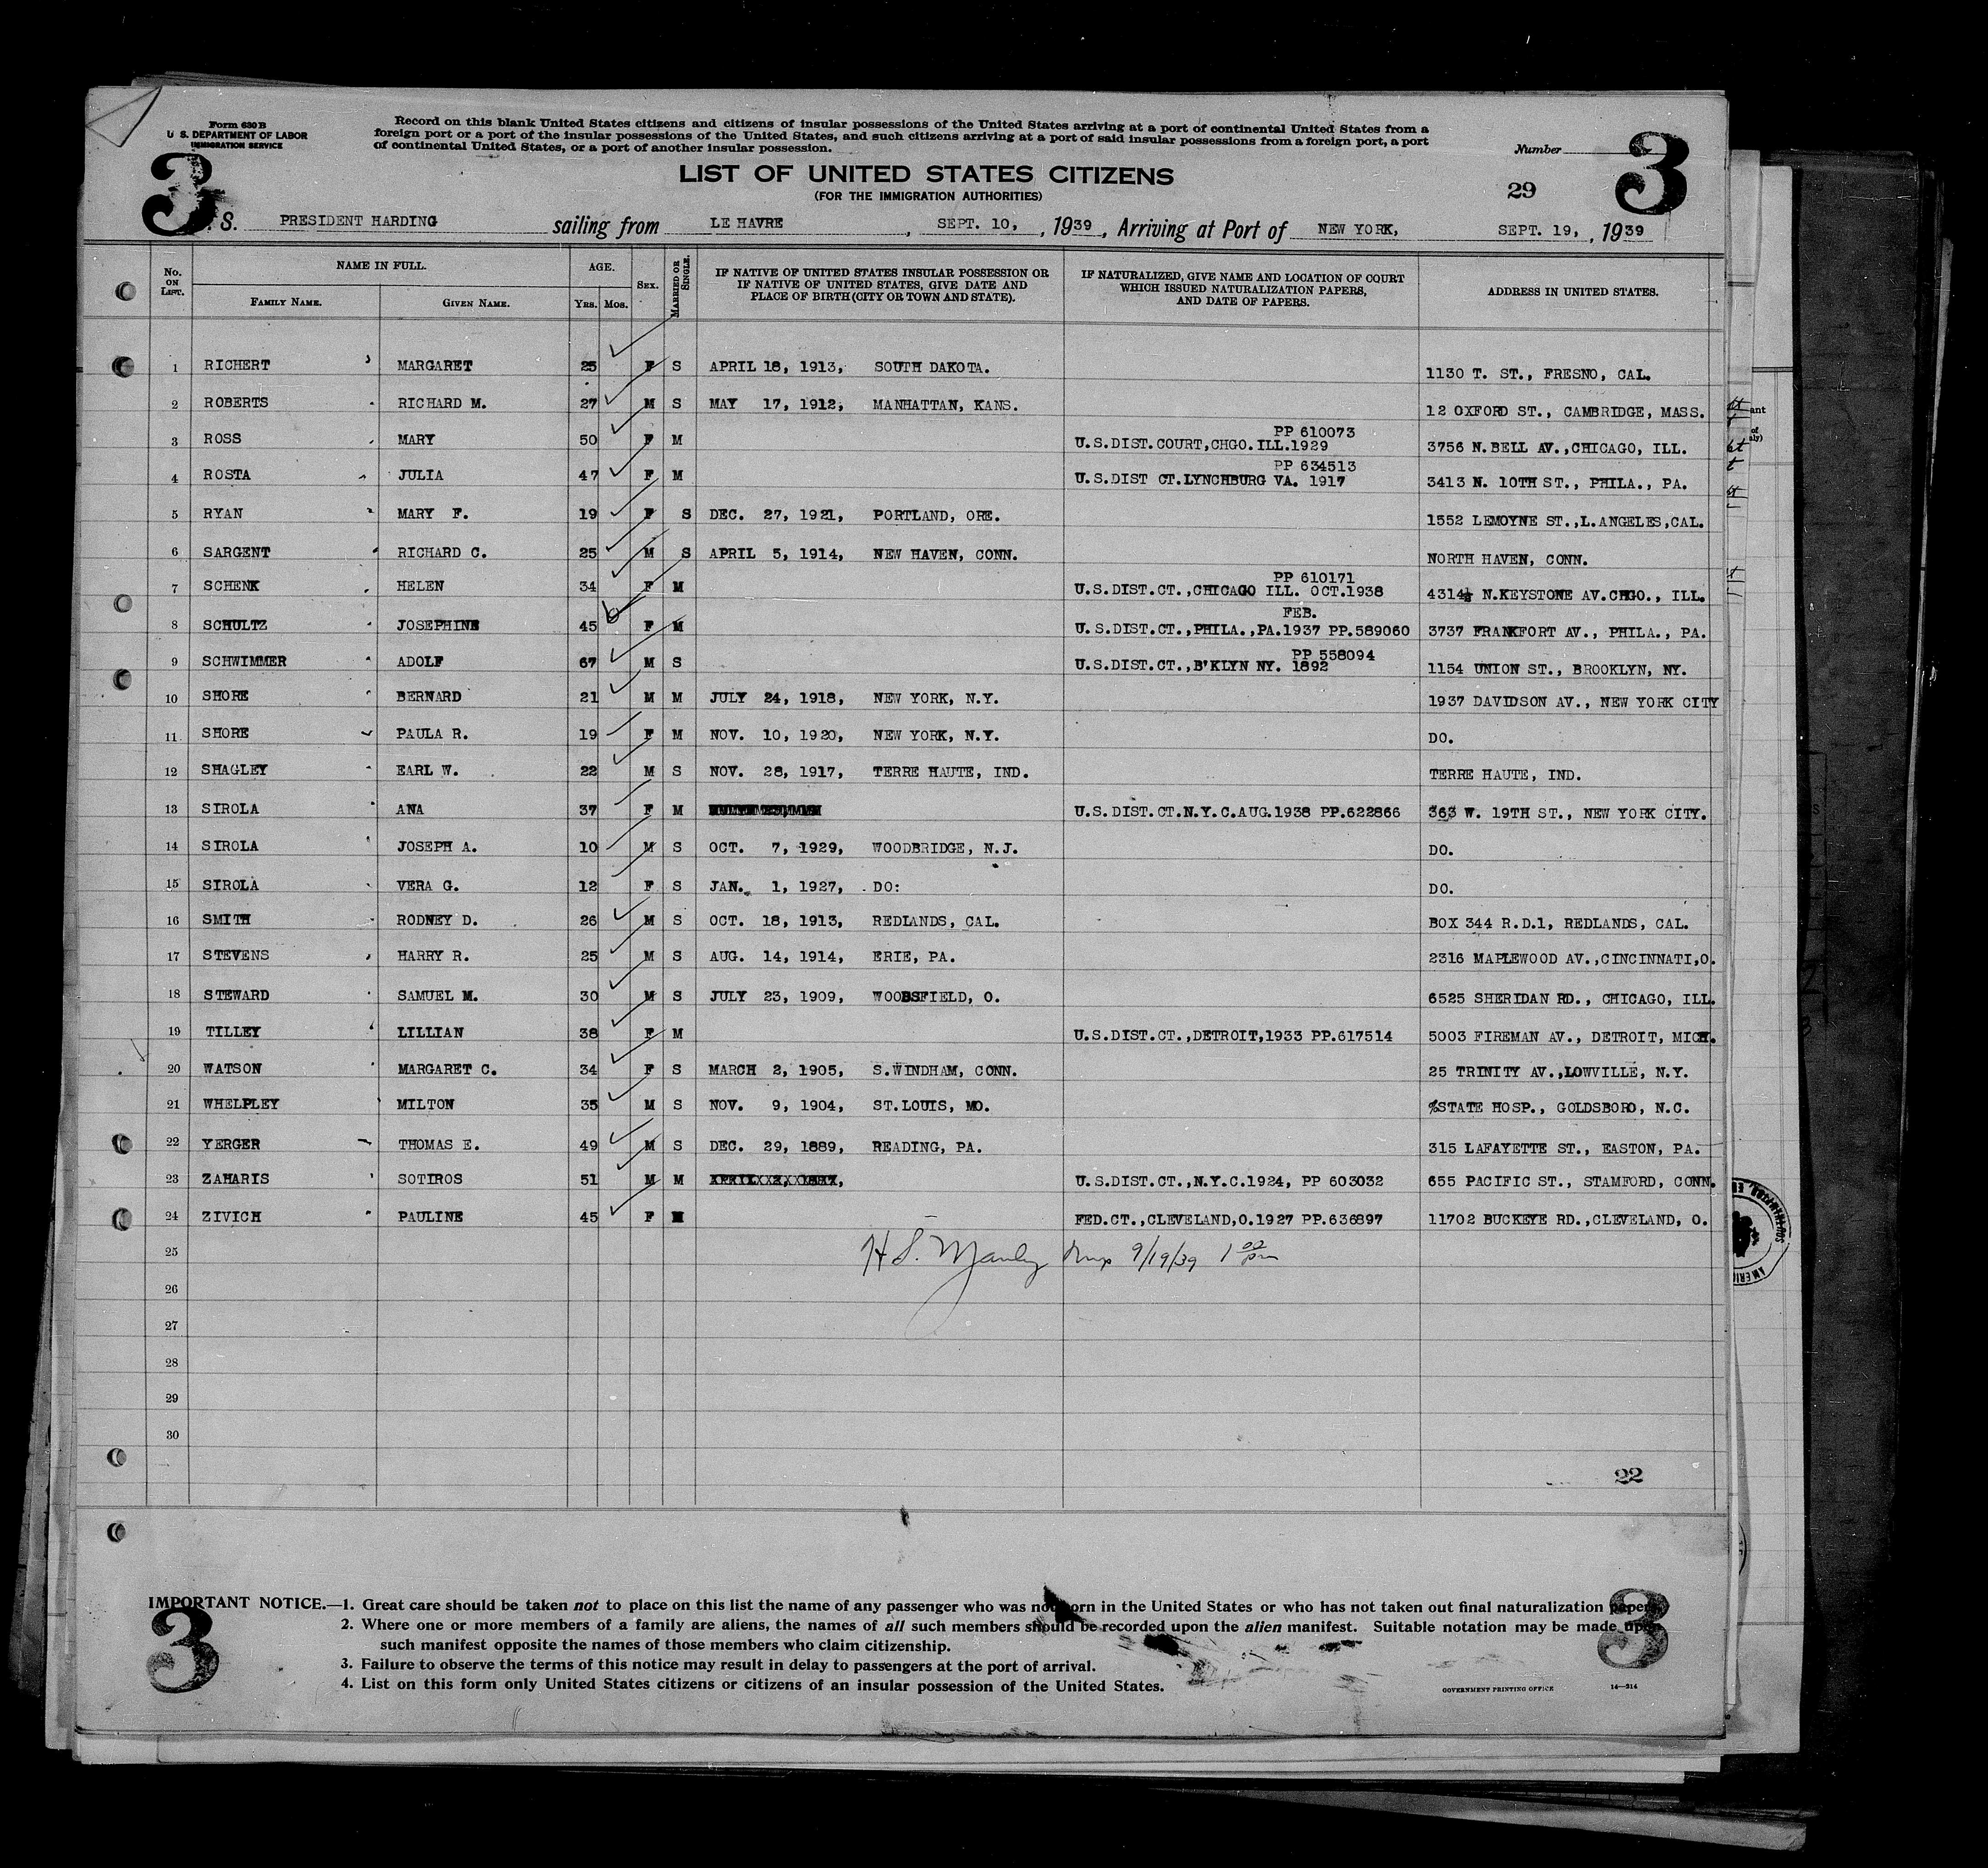 Form 630 B
U. S. DEPARTMENT OF LABOR
IMMIGRATION SERVICE
Record on this blank United States citizens and citizens of insular possessions of the United States arriving at a port of continental United States from a
foreign port or a port of the insular possessions of the United States, and such citizens arriving at a port of said insular possessions from a foreign port, a port
of continental United States, or a port of another insular possession.
Number
3
3
LIST OF UNITED STATES CITIZENS
(FOR THE IMMIGRATION AUTHORITIES)
29
S. PRESIDENT HARDING sailing from LE HAVRE, SEPT. 10, , 1939, Arriving at Port of NEW YORK, SEPT. 19, , 1939
No. ON LIST. NAME IN FULL. FAMILY NAME. GIVEN NAME. AGE. YRS. MOS. SEX. MARRIED OR SINGLE. IF NATIVE OF UNITED STATES INSULAR POSSESSION OR IF NATIVE OF UNITED STATES, GIVE DATE AND PLACE OF BIRTH (CITY OR TOWN AND STATE). IF NATURALIZED, GIVE NAME AND LOCATION OF COURT WHICH ISSUED NATURALIZATION PAPERS, AND DATE OF PAPERS. ADDRESS IN UNITED STATES.
1 RICHERT MARGARET 25 F S APRIL 18, 1913, SOUTH DAKOTA. 1130 T. ST., FRESNO, CAL.
2 ROBERTS RICHARD M. 27 M S MAY 17, 1912, MANHATTAN, KANS. 12 OXFORD ST., CAMBRIDGE, MASS.
PP 610073
3 ROSS MARY 50 F M U.S.DIST.COURT,CHGO.ILL.1929 3756 N.BELL AV.,CHICAGO, ILL.
PP 634513
4 ROSTA JULIA 47 F M U.S.DIST CT.LYNCHBURG VA. 1917 3413 N. 10TH ST., PHILA., PA.
5 RYAN MARY F. 19 F S DEC. 27, 1921, PORTLAND, ORE. 1552 LEMOYNE ST.,L.ANGELES,CAL.
6 SARGENT RICHARD C. 25 M S APRIL 5, 1914, NEW HAVEN, CONN. NORTH HAVEN, CONN.
PP 610171
7 SCHENK HELEN 34 F M U.S.DIST.CT.,CHICAGO ILL. OCT.1938 4314½ N.KEYSTONE AV.CHGO., ILL.
FEB.
8 SCHULTZ JOSEPHINE 45 F M U.S.DIST.CT.,PHILA.,PA.1937 PP.589060 3737 FRANKFORT AV., PHILA., PA.
PP 558094
9 SCHWIMMER ADOLF 67 M S U.S.DIST.CT.,B'KLYN NY. 1892 1154 UNION ST., BROOKLYN, NY.
10 SHORE BERNARD 21 M M JULY 24, 1918, NEW YORK, N.Y. 1937 DAVIDSON AV., NEW YORK CITY
11 SHORE PAULA R. 19 F M NOV. 10, 1920, NEW YORK, N.Y. DO.
12 SHAGLEY EARL W. 22 M S NOV. 28, 1917, TERRE HAUTE, IND. TERRE HAUTE, IND.
13 SIROLA ANA 37 F M U.S.DIST.CT.N.Y.C.AUG.1938 PP.622866 363 W. 19TH ST., NEW YORK CITY.
14 SIROLA JOSEPH A. 10 M S OCT. 7, 1929, WOODBRIDGE, N.J. DO.
15 SIROLA VERA G. 12 F S JAN. 1, 1927, DO: DO.
16 SMITH RODNEY D. 26 M S OCT. 18, 1913, REDLANDS, CAL. BOX 344 R.D.1, REDLANDS, CAL.
17 STEVENS HARRY R. 25 M S AUG. 14, 1914, ERIE, PA. 2316 MAPLEWOOD AV.,CINCINNATI,O.
18 STEWARD SAMUEL M. 30 M S JULY 23, 1909, WOODSFIELD, O. 6525 SHERIDAN RD., CHICAGO, ILL.
19 TILLEY LILLIAN 38 F M U.S.DIST.CT.,DETROIT,1933 PP.617514 5003 FIREMAN AV., DETROIT, MICH.
20 WATSON MARGARET C. 34 F S MARCH 2, 1905, S.WINDHAM, CONN. 25 TRINITY AV.,LOWVILLE, N.Y.
21 WHELPLEY MILTON 35 M S NOV. 9, 1904, ST.LOUIS, MO. %STATE HOSP., GOLDSBORO, N.C.
22 YERGER THOMAS E. 49 M S DEC. 29, 1889, READING, PA. 315 LAFAYETTE ST., EASTON, PA.
23 ZAHARIS SOTIROS 51 M M U.S.DIST.CT.,N.Y.C.1924, PP 603032 655 PACIFIC ST., STAMFORD, CONN.
24 ZIVICH PAULINE 45 F M FED.CT.,CLEVELAND,O.1927 PP.636897 11702 BUCKEYE RD.,CLEVELAND, O.
25 H S. Manley 9/19/39 1 00 pm
26
27
28
29
30
22
IMPORTANT NOTICE.—1. Great care should be taken not to place on this list the name of any passenger who was not born in the United States or who has not taken out final naturalization papers.
2. Where one or more members of a family are aliens, the names of all such members should be recorded upon the alien manifest. Suitable notation may be made upon
such manifest opposite the names of those members who claim citizenship.
3. Failure to observe the terms of this notice may result in delay to passengers at the port of arrival.
4. List on this form only United States citizens or citizens of an insular possession of the United States.
GOVERNMENT PRINTING OFFICE 14—314
3
3